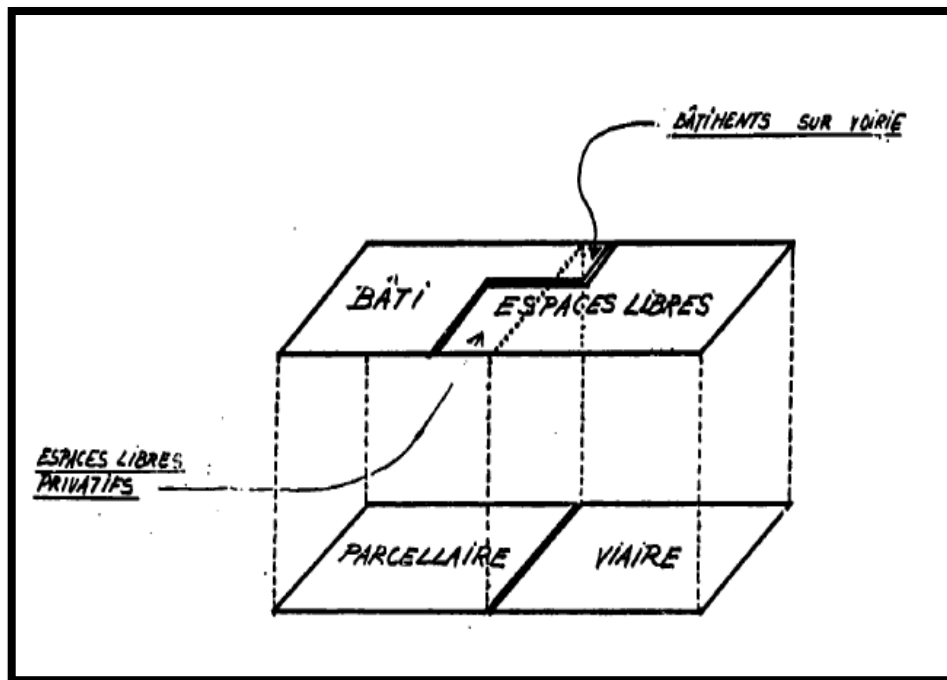 BÂTIMENTS SUR VOIRIE
BÂTI
ESPACES LIBRES
ESPACES LIBRES
PRIVATIFS
PARCELLAIRE
VIAIRE